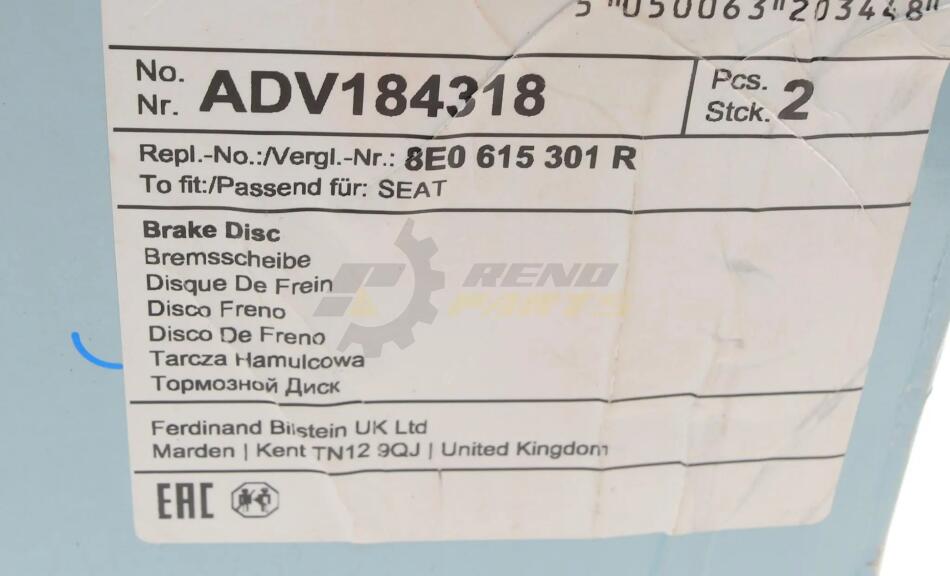 5 "050063"203448"
No.
Nr. ADV184318
Pcs.
Stck. 2
Repl.-No.:/Vergl.-Nr.: 8E0 615 301 R
To fit:/Passend für: SEAT
Brake Disc
Bremsscheibe
Disque De Frein
Disco Freno
Disco De Freno
Tarcza Hamulcowa
Тормозной Диск
RENO
PARTS
Ferdinand Bilstein UK Ltd
Marden | Kent TN12 9QJ | United Kingdom
EAC